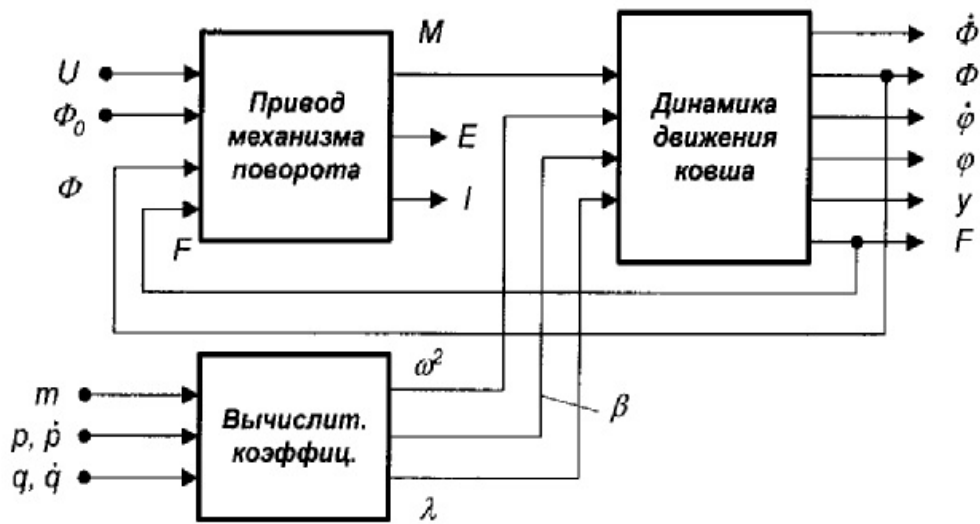 U
Φ₀
Φ
F
Привод
механизма
поворота
M
E
I
Динамика
движения
ковша
Φ̇
Φ
φ̇
φ
y
F
m
p, ṗ
q, q̇
Вычислит.
коэффиц.
ω²
β
λ